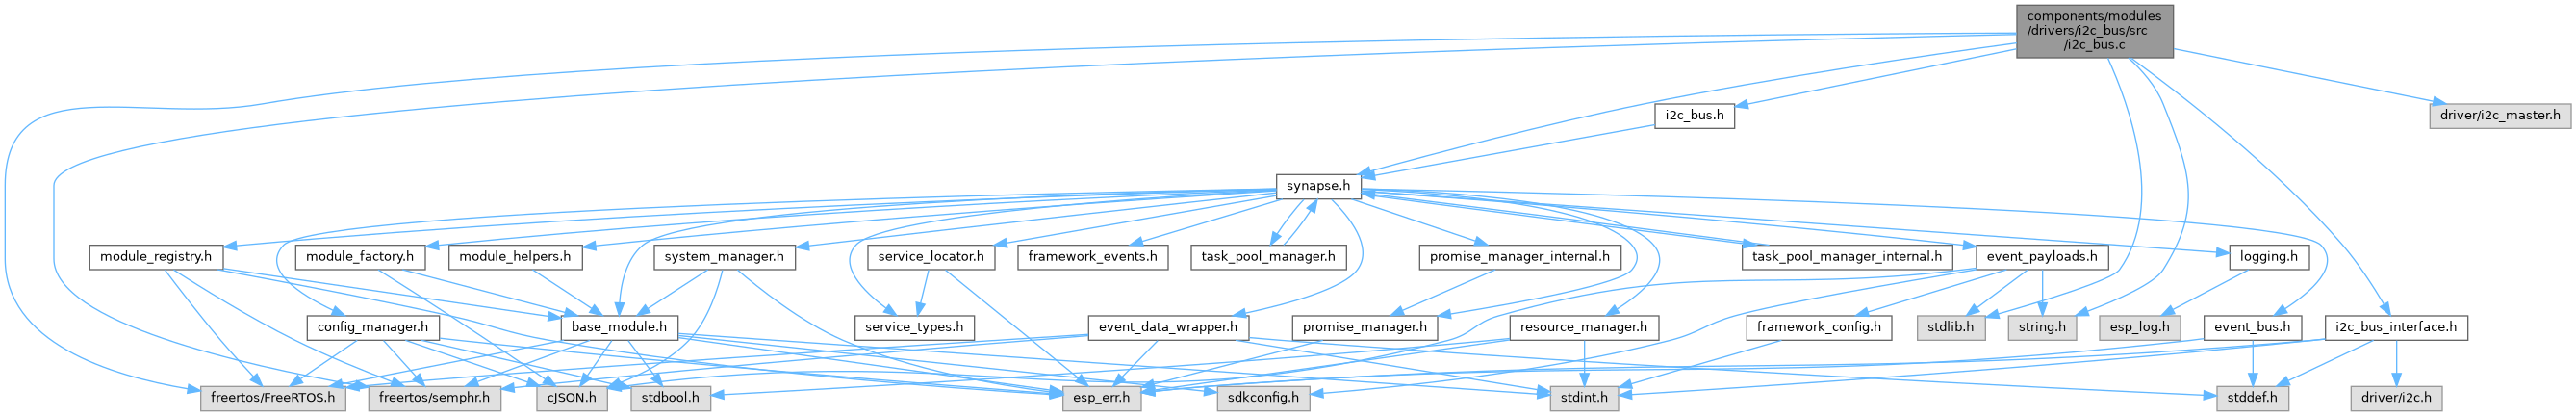 components/modules
/drivers/i2c_bus/src
/i2c_bus.c
i2c_bus.h
driver/i2c_master.h
synapse.h
module_registry.h
module_factory.h
module_helpers.h
system_manager.h
service_locator.h
framework_events.h
task_pool_manager.h
promise_manager_internal.h
task_pool_manager_internal.h
event_payloads.h
logging.h
config_manager.h
base_module.h
service_types.h
event_data_wrapper.h
promise_manager.h
resource_manager.h
framework_config.h
stdlib.h
string.h
esp_log.h
event_bus.h
i2c_bus_interface.h
freertos/FreeRTOS.h
freertos/semphr.h
cJSON.h
stdbool.h
esp_err.h
sdkconfig.h
stdint.h
stddef.h
driver/i2c.h